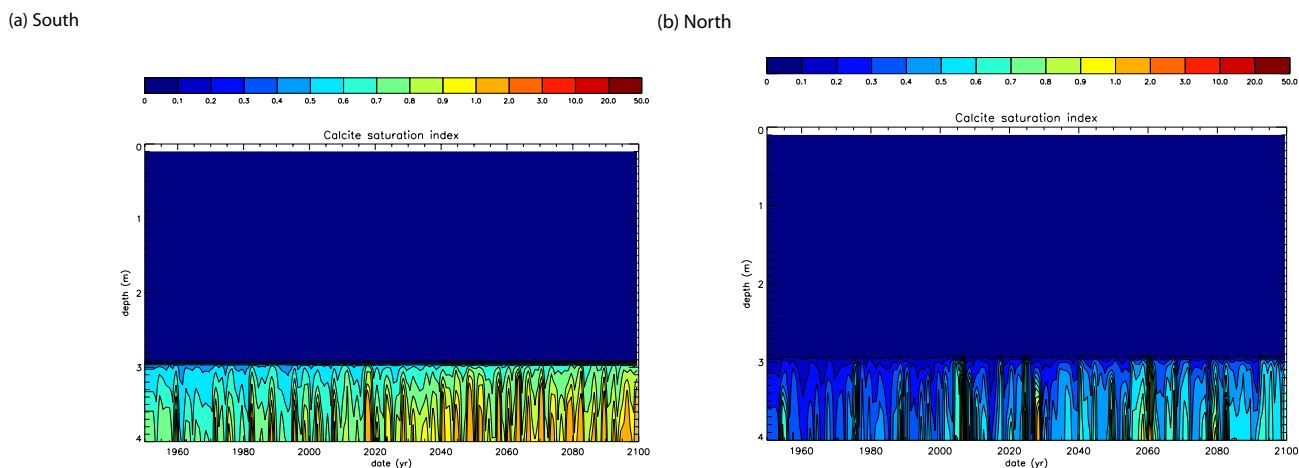 (a) South
0 0.1 0.2 0.3 0.4 0.5 0.6 0.7 0.8 0.9 1.0 2.0 3.0 10.0 20.0 50.0
Calcite saturation index
0
1
2
3
4
depth (m)
1960 1980 2000 2020 2040 2060 2080 2100
date (yr)
(b) North
0 0.1 0.2 0.3 0.4 0.5 0.6 0.7 0.8 0.9 1.0 2.0 3.0 10.0 20.0 50.0
Calcite saturation index
0
1
2
3
4
depth (m)
1960 1980 2000 2020 2040 2060 2080 2100
date (yr)